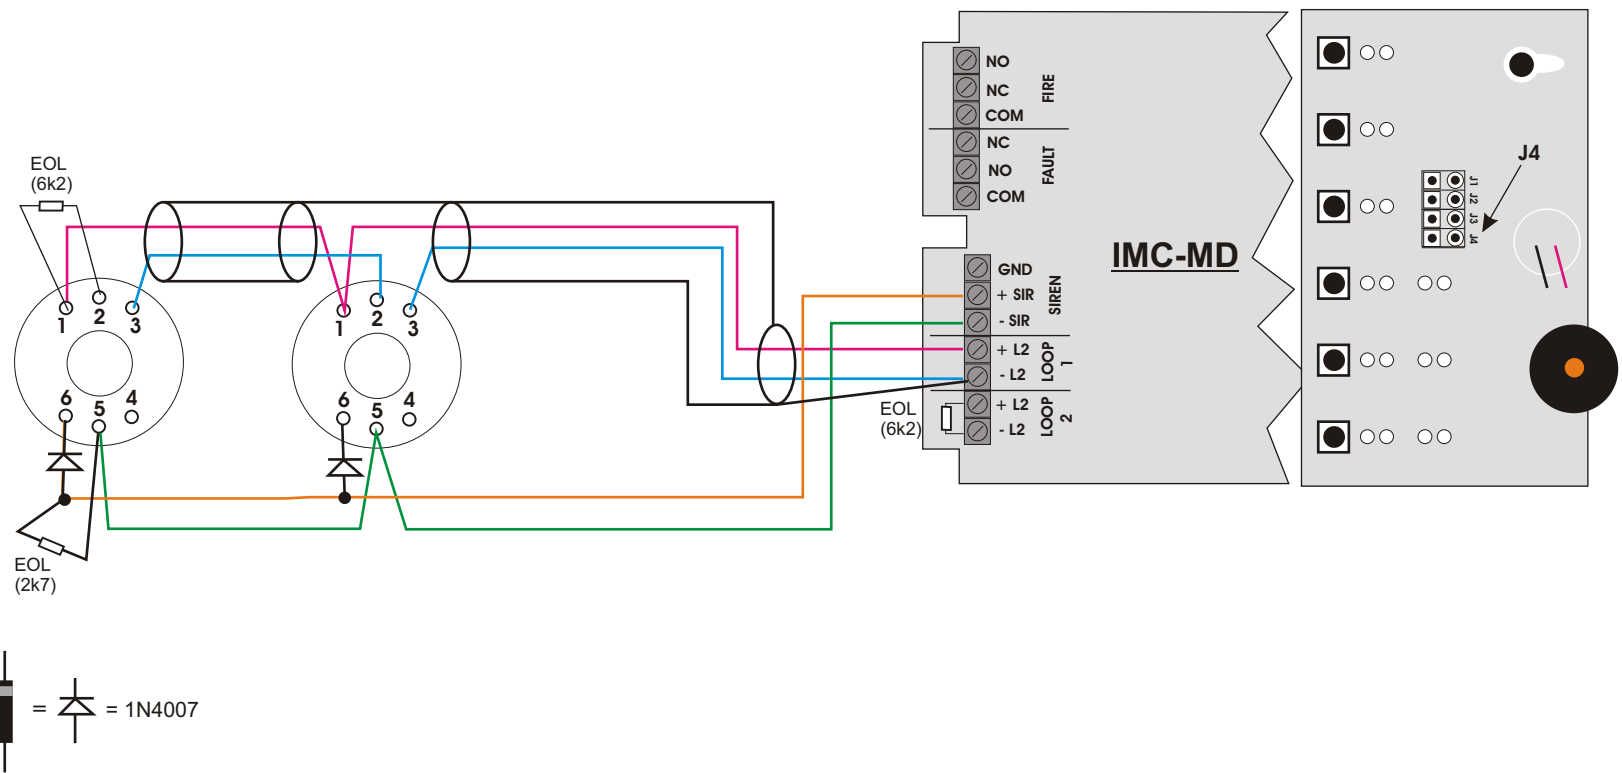 EOL
(6k2)
1
2
3
6
5
4
EOL
(2k7)
1
2
3
6
5
4
NO
NC
COM
FIRE
NC
NO
COM
FAULT
GND
+ SIR
- SIR
SIREN
+ L2
- L2
LOOP
1
+ L2
- L2
LOOP
2
EOL
(6k2)
IMC-MD
J4
J1
J2
J3
J4
= = 1N4007